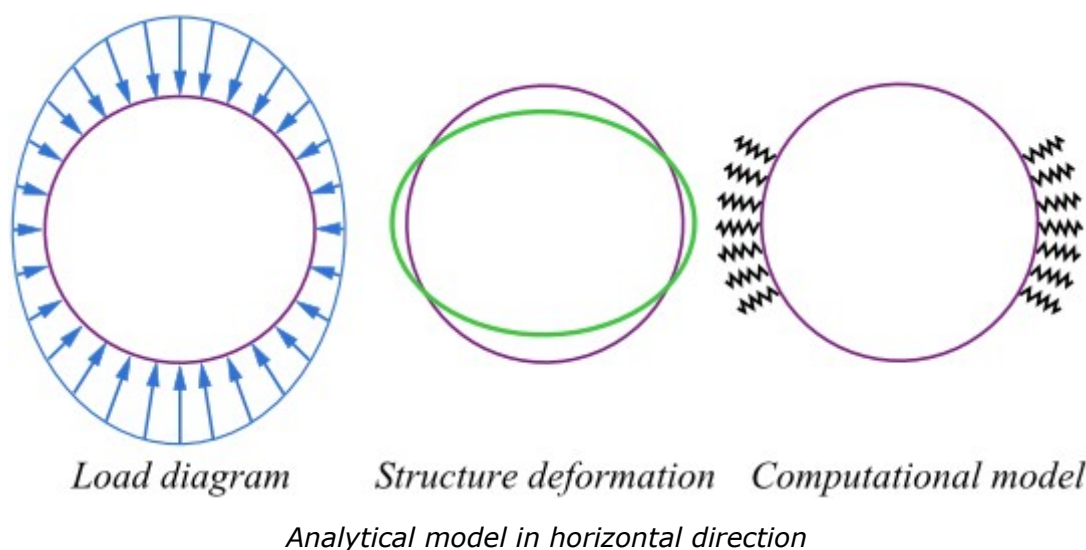 Load diagram Structure deformation Computational model
Analytical model in horizontal direction